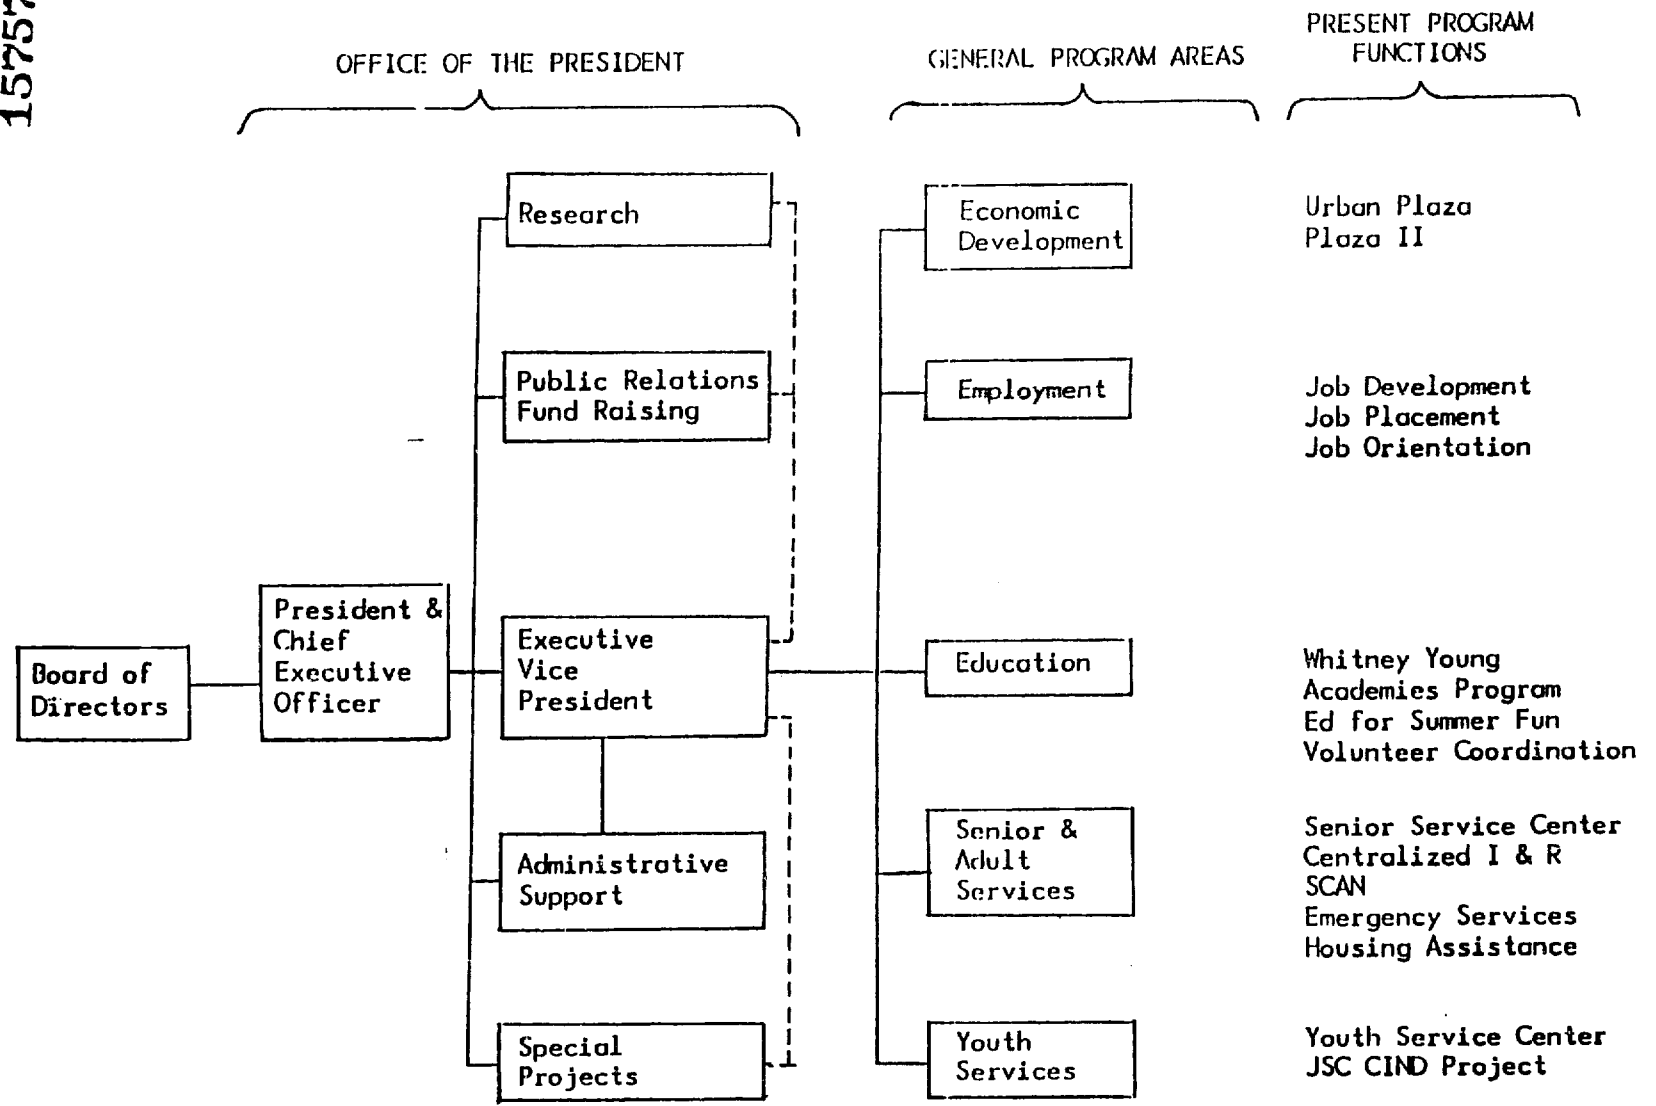 15757
OFFICE OF THE PRESIDENT
GENERAL PROGRAM AREAS
PRESENT PROGRAM
FUNCTIONS
Board of
Directors
President &
Chief
Executive
Officer
Research
Public Relations
Fund Raising
Executive
Vice
President
Administrative
Support
Special
Projects
Economic
Development
Employment
Education
Senior &
Adult
Services
Youth
Services
Urban Plaza
Plaza II
Job Development
Job Placement
Job Orientation
Whitney Young
Academies Program
Ed for Summer Fun
Volunteer Coordination
Senior Service Center
Centralized I & R
SCAN
Emergency Services
Housing Assistance
Youth Service Center
JSC CIND Project